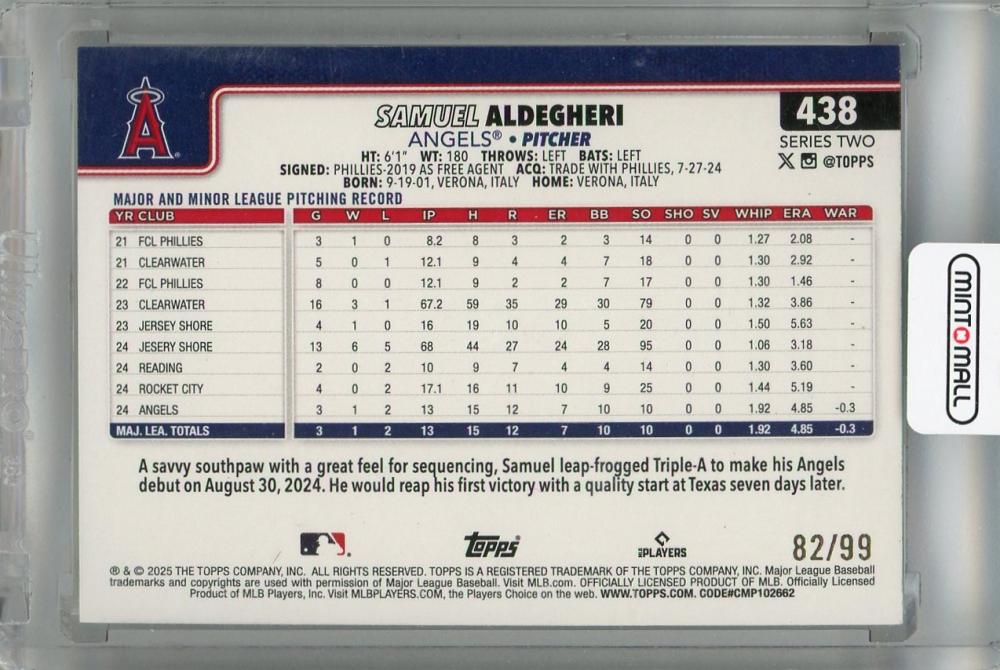 A
438
SAMUEL ALDEGHERI
ANGELS® • PITCHER
SERIES TWO
@TOPPS
HT: 6'1" WT: 180 THROWS: LEFT BATS: LEFT
SIGNED: PHILLIES-2019 AS FREE AGENT ACQ: TRADE WITH PHILLIES, 7-27-24
BORN: 9-19-01, VERONA, ITALY HOME: VERONA, ITALY
MAJOR AND MINOR LEAGUE PITCHING RECORD
YR CLUB G W L IP H R ER BB SO SHO SV WHIP ERA WAR
21 FCL PHILLIES 3 1 0 8.2 8 3 2 3 14 0 0 1.27 2.08 -
21 CLEARWATER 5 0 1 12.1 9 4 4 7 18 0 0 1.30 2.92 -
22 FCL PHILLIES 8 0 0 12.1 9 2 2 7 17 0 0 1.30 1.46 -
23 CLEARWATER 16 3 1 67.2 59 35 29 30 79 0 0 1.32 3.86 -
23 JERSEY SHORE 4 1 0 16 19 10 10 5 20 0 0 1.50 5.63 -
24 JESERY SHORE 13 6 5 68 44 27 24 28 95 0 0 1.06 3.18 -
24 READING 2 0 2 10 9 7 4 4 14 0 0 1.30 3.60 -
24 ROCKET CITY 4 0 2 17.1 16 11 10 9 25 0 0 1.44 5.19 -
24 ANGELS 3 1 2 13 15 12 7 10 10 0 0 1.92 4.85 -0.3
MAJ. LEA. TOTALS 3 1 2 13 15 12 7 10 10 0 0 1.92 4.85 -0.3
A savvy southpaw with a great feel for sequencing, Samuel leap-frogged Triple-A to make his Angels
debut on August 30, 2024. He would reap his first victory with a quality start at Texas seven days later.
Topps
PLAYERS
82/99
® & © 2025 THE TOPPS COMPANY, INC. ALL RIGHTS RESERVED. TOPPS IS A REGISTERED TRADEMARK OF THE TOPPS COMPANY, INC. Major League Baseball
trademarks and copyrights are used with permission of Major League Baseball. Visit MLB.com. OFFICIALLY LICENSED PRODUCT OF MLB. Officially Licensed
Product of MLB Players, Inc. Visit MLBPLAYERS.COM, the Players Choice on the web. WWW.TOPPS.COM. CODE#CMP102662
MINT MALL